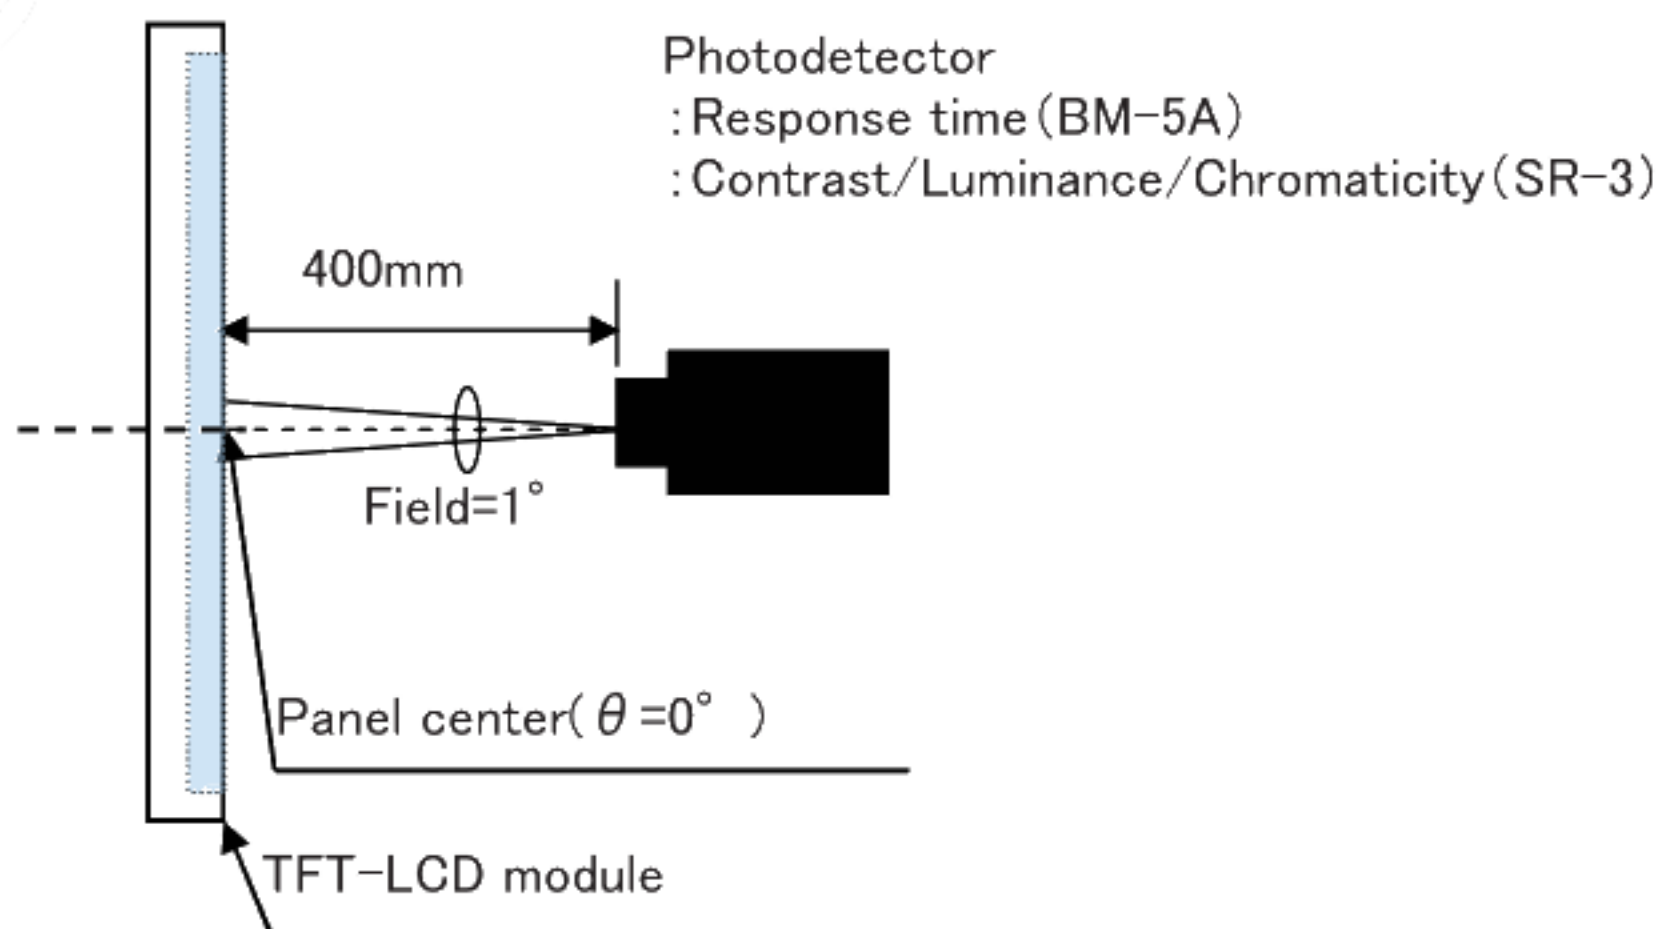 Photodetector
:Response time(BM-5A)
:Contrast/Luminance/Chromaticity(SR-3)
400mm
Field=1°
Panel center(θ=0° )
TFT-LCD module